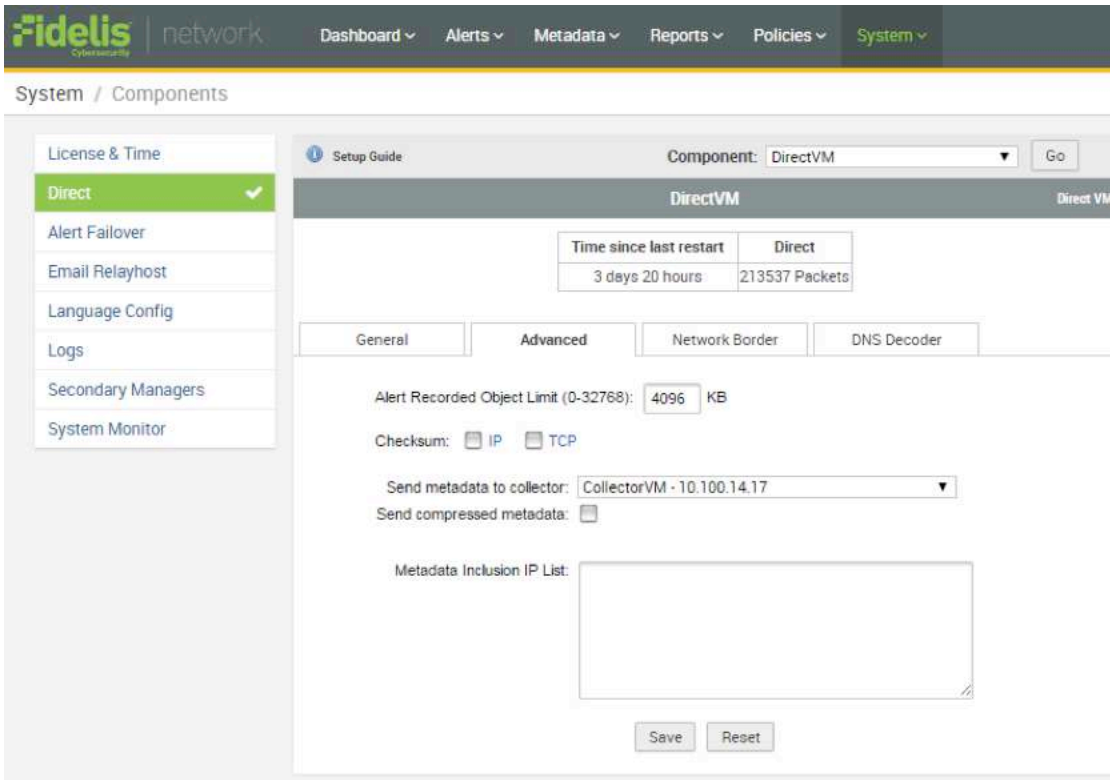 Fidelis Cybersecurity network Dashboard Alerts Metadata Reports Policies System
System / Components
License & Time
Direct
Alert Failover
Email Relayhost
Language Config
Logs
Secondary Managers
System Monitor
Setup Guide Component: DirectVM Go
DirectVM Direct VM
Time since last restart Direct
3 days 20 hours 213537 Packets
General Advanced Network Border DNS Decoder
Alert Recorded Object Limit (0-32768): 4096 KB
Checksum: IP TCP
Send metadata to collector: CollectorVM - 10.100.14.17
Send compressed metadata:
Metadata Inclusion IP List:
Save Reset